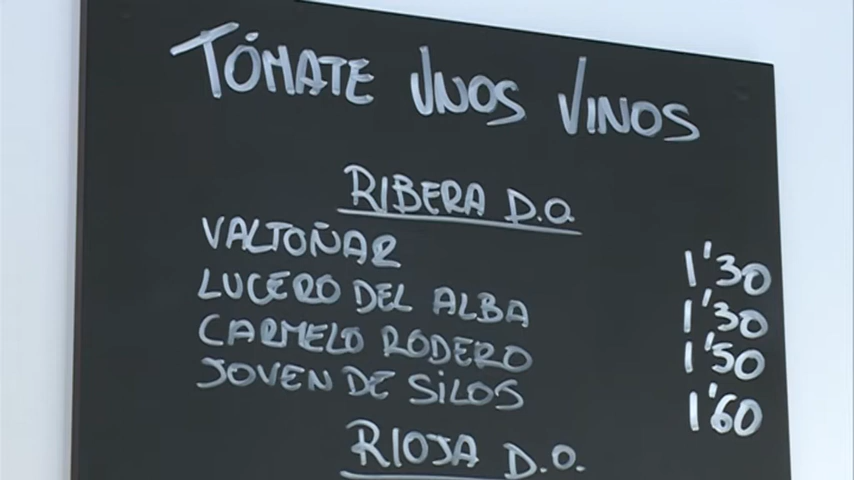 TÓMATE UNOS VINOS
RIBERA D.O.
VALTOÑAR 1'30
LUCERO DEL ALBA 1'30
CARMELO RODERO 1'50
JOVEN DE SILOS 1'60
RIOJA D.O.